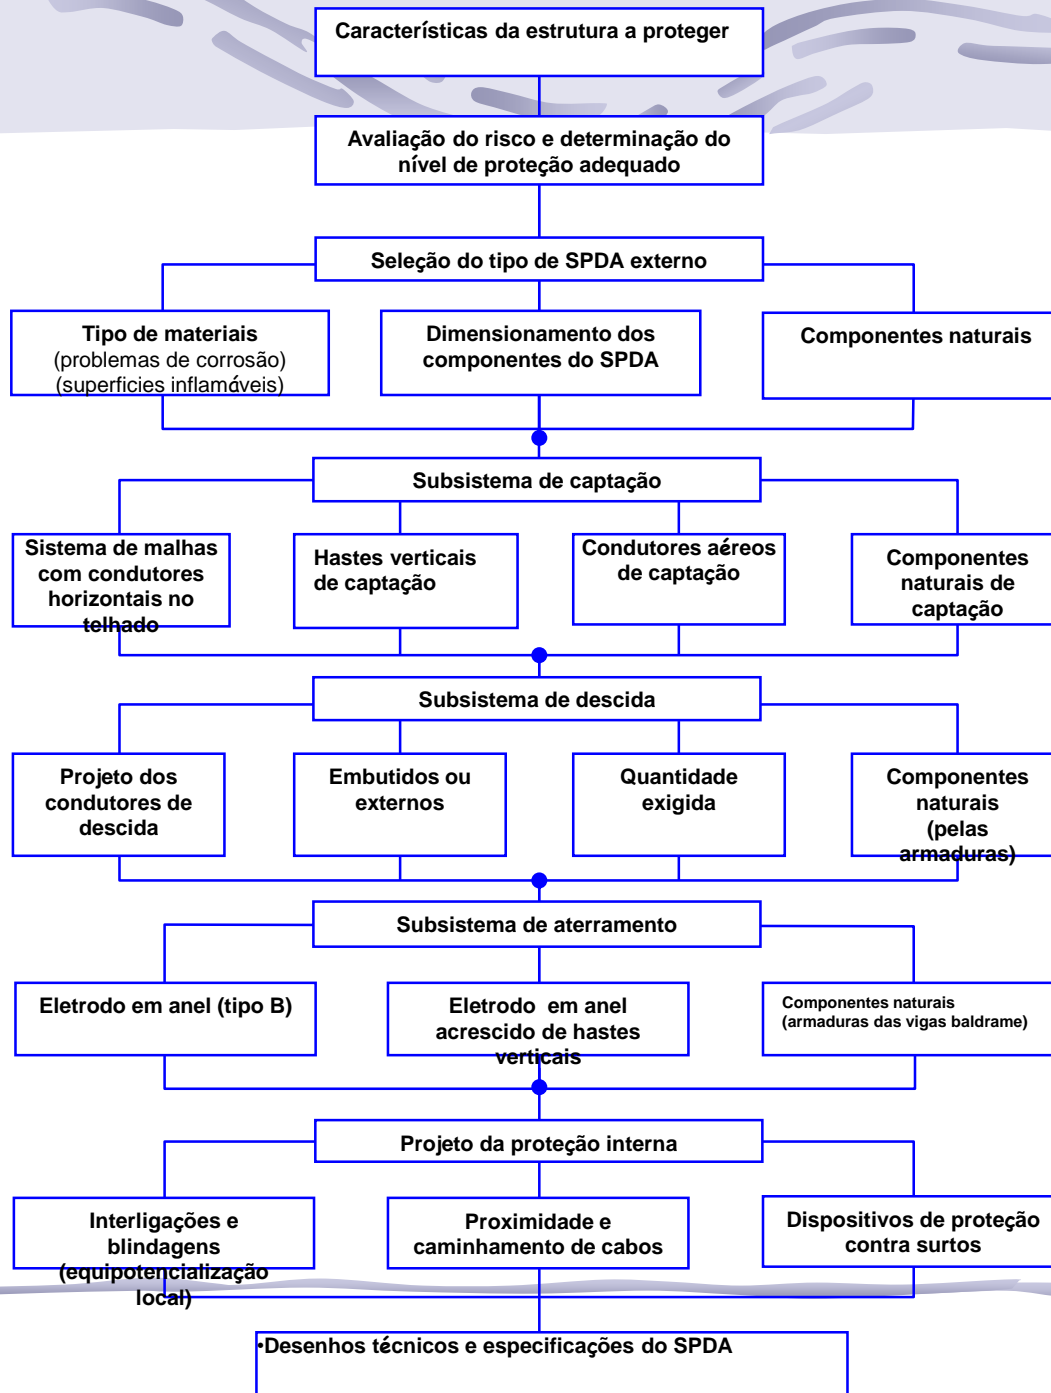 Características da estrutura a proteger
Avaliação do risco e determinação do
nível de proteção adequado
Seleção do tipo de SPDA externo
Tipo de materiais
(problemas de corrosão)
(superficies inflamáveis)
Dimensionamento dos
componentes do SPDA
Componentes naturais
Subsistema de captação
Sistema de malhas
com condutores
horizontais no
telhado
Hastes verticais
de captação
Condutores aéreos
de captação
Componentes
naturais de
captação
Subsistema de descida
Projeto dos
condutores de
descida
Embutidos ou
externos
Quantidade
exigida
Componentes
naturais
(pelas
armaduras)
Subsistema de aterramento
Eletrodo em anel (tipo B)
Eletrodo em anel
acrescido de hastes
verticais
Componentes naturais
(armaduras das vigas baldrame)
Projeto da proteção interna
Interligações e
blindagens
(equipotencialização
local)
Proximidade e
caminhamento de cabos
Dispositivos de proteção
contra surtos
•Desenhos técnicos e especificações do SPDA